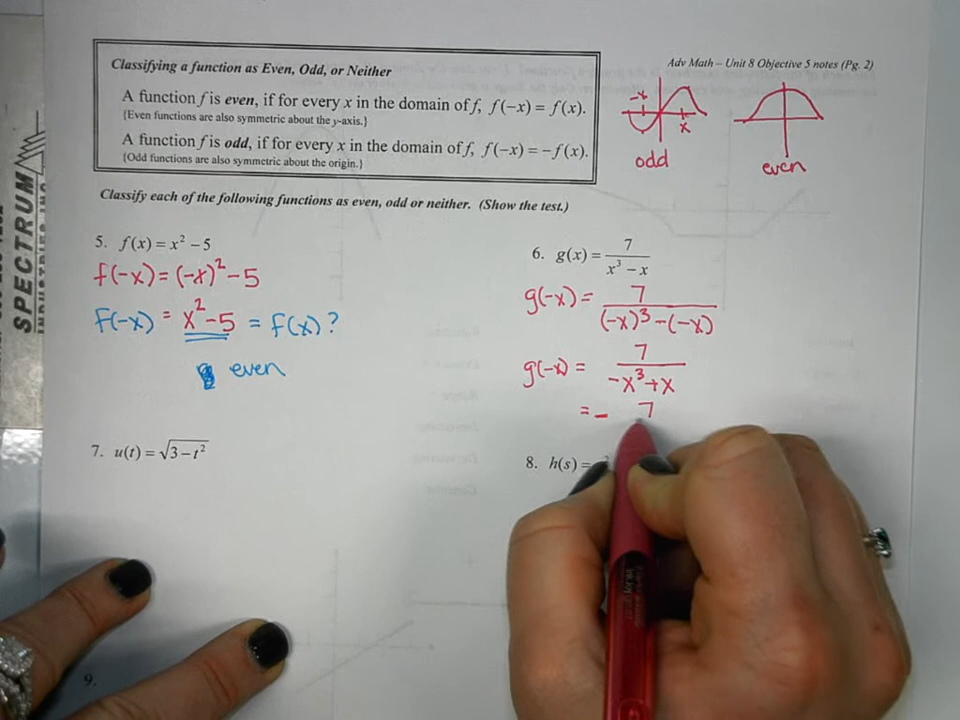 Adv Math – Unit 8 Objective 5 notes (Pg. 2)
Classifying a function as Even, Odd, or Neither
A function f is even, if for every x in the domain of f, f(−x) = f(x).
{Even functions are also symmetric about the y-axis.}
A function f is odd, if for every x in the domain of f, f(−x) = −f(x).
{Odd functions are also symmetric about the origin.}
-x
x
odd
even
Classify each of the following functions as even, odd or neither. (Show the test.)
5. f(x) = x² − 5
f(-x) = (-x)² - 5
f(-x) = x² - 5 = f(x)?
even
6. g(x) = 7 / (x³ − x)
g(-x) = 7 / ((-x)³ - (-x))
g(-x) = 7 / (-x³ + x)
= - 7
7. u(t) = √(3 − t²)
8. h(s) =
9.
SPECTRUM
INDUSTRIES INC